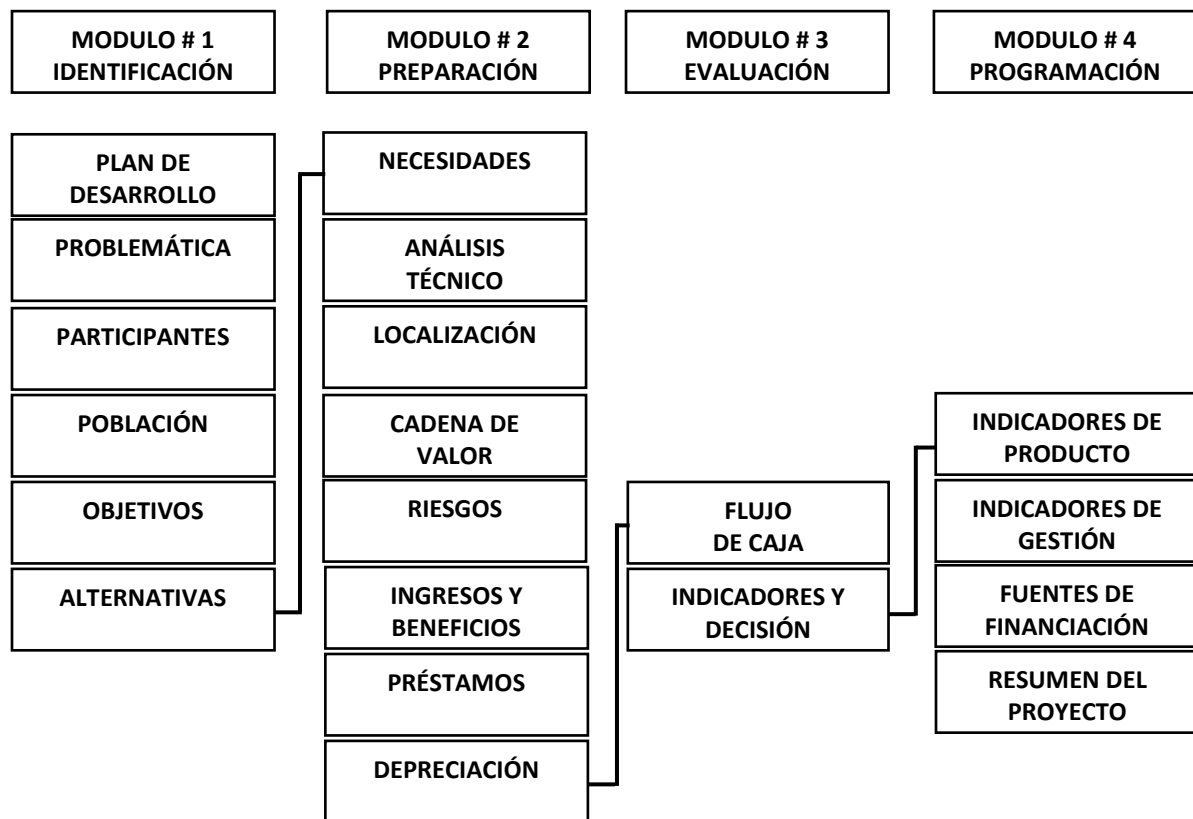 MODULO # 1
IDENTIFICACIÓN
MODULO # 2
PREPARACIÓN
MODULO # 3
EVALUACIÓN
MODULO # 4
PROGRAMACIÓN
PLAN DE
DESARROLLO
PROBLEMÁTICA
PARTICIPANTES
POBLACIÓN
OBJETIVOS
ALTERNATIVAS
NECESIDADES
ANÁLISIS
TÉCNICO
LOCALIZACIÓN
CADENA DE
VALOR
RIESGOS
INGRESOS Y
BENEFICIOS
PRÉSTAMOS
DEPRECIACIÓN
FLUJO
DE CAJA
INDICADORES Y
DECISIÓN
INDICADORES DE
PRODUCTO
INDICADORES DE
GESTIÓN
FUENTES DE
FINANCIACIÓN
RESUMEN DEL
PROYECTO